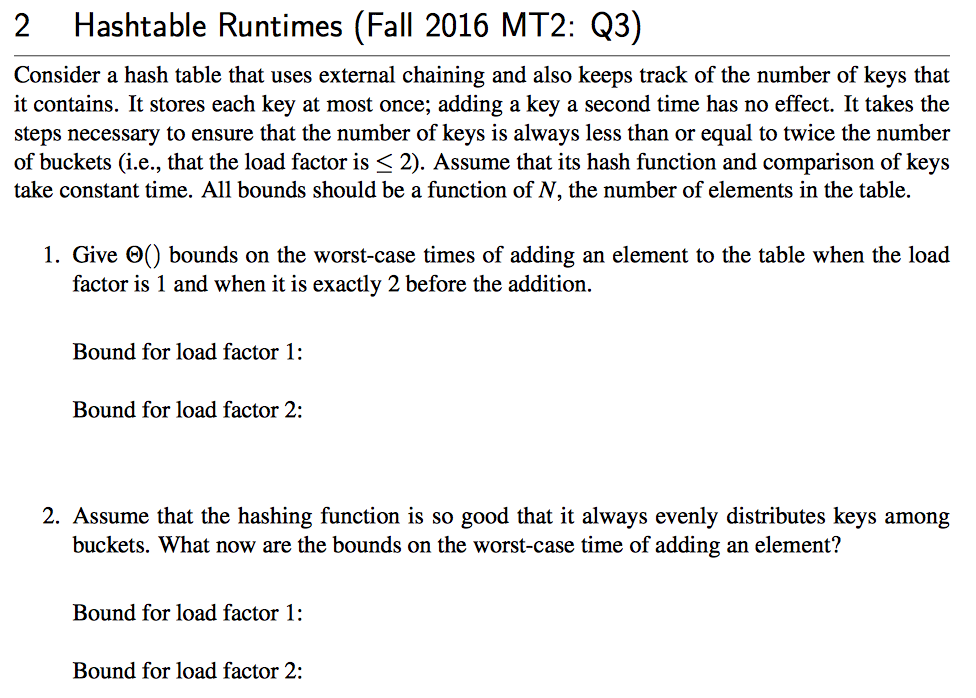 2 Hashtable Runtimes (Fall 2016 MT2: Q3)
Consider a hash table that uses external chaining and also keeps track of the number of keys that
it contains. It stores each key at most once; adding a key a second time has no effect. It takes the
steps necessary to ensure that the number of keys is always less than or equal to twice the number
of buckets (i.e., that the load factor is ≤ 2). Assume that its hash function and comparison of keys
take constant time. All bounds should be a function of N, the number of elements in the table.
1. Give Θ() bounds on the worst-case times of adding an element to the table when the load
factor is 1 and when it is exactly 2 before the addition.
Bound for load factor 1:
Bound for load factor 2:
2. Assume that the hashing function is so good that it always evenly distributes keys among
buckets. What now are the bounds on the worst-case time of adding an element?
Bound for load factor 1:
Bound for load factor 2: